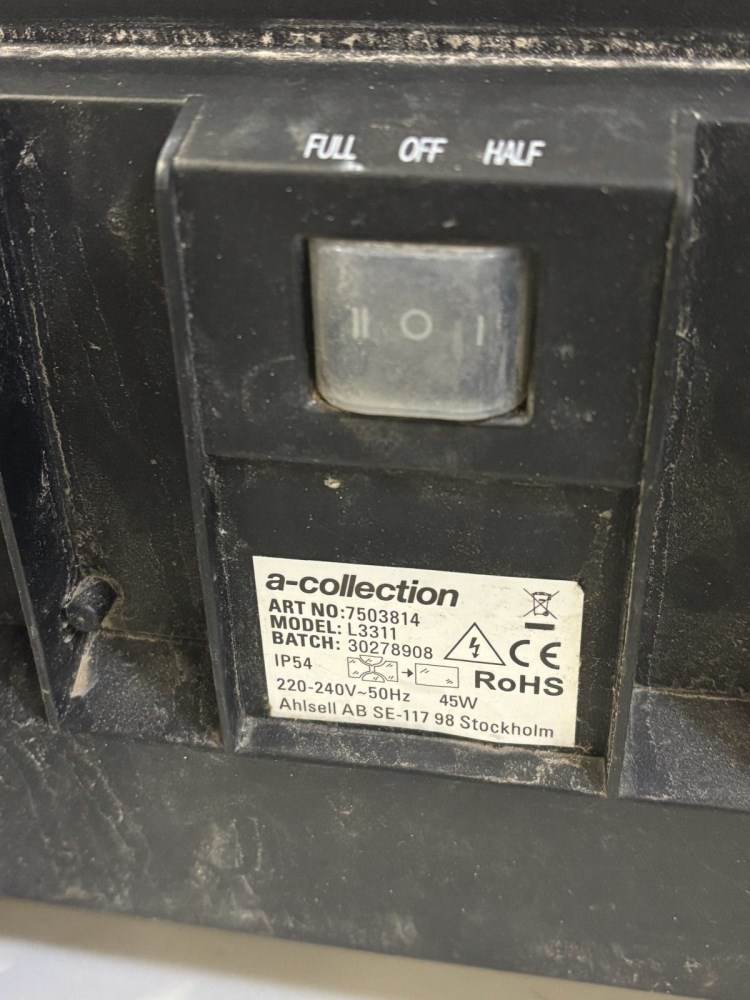 FULL OFF HALF
II O I
a-collection
ART NO:7503814
MODEL: L3311
BATCH: 30278908
IP54
CE
RoHS
220-240V~50Hz 45W
Ahlsell AB SE-117 98 Stockholm